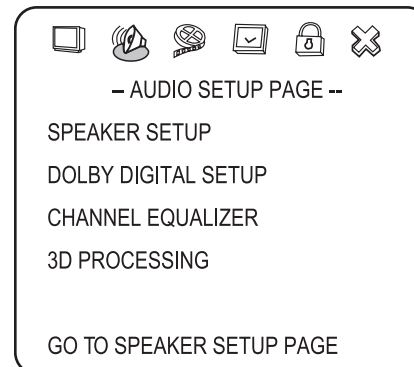 – AUDIO SETUP PAGE --
SPEAKER SETUP
DOLBY DIGITAL SETUP
CHANNEL EQUALIZER
3D PROCESSING
GO TO SPEAKER SETUP PAGE